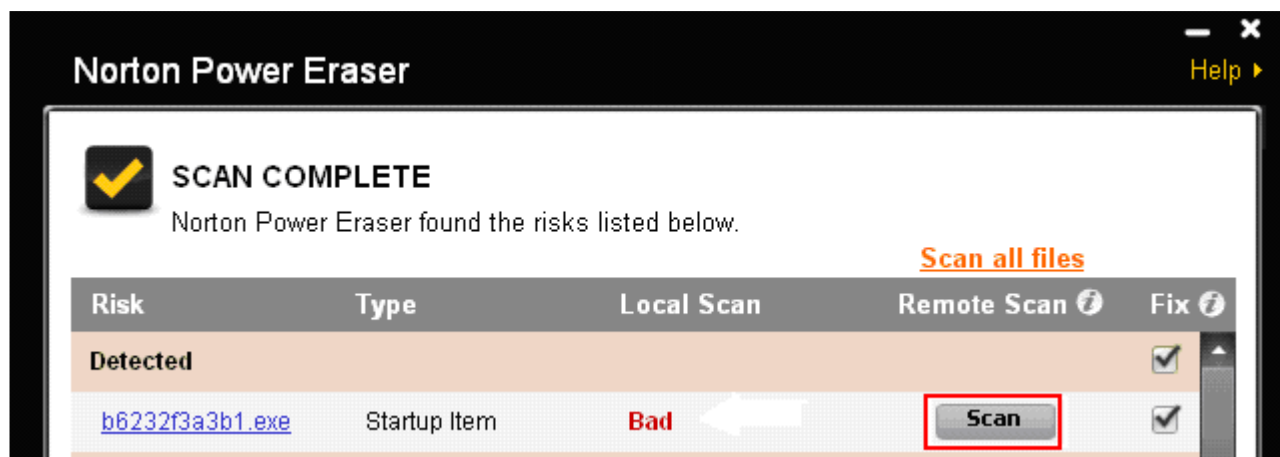 Norton Power Eraser
Help
SCAN COMPLETE
Norton Power Eraser found the risks listed below.
Scan all files
Risk Type Local Scan Remote Scan Fix
Detected
b6232f3a3b1.exe Startup Item Bad Scan